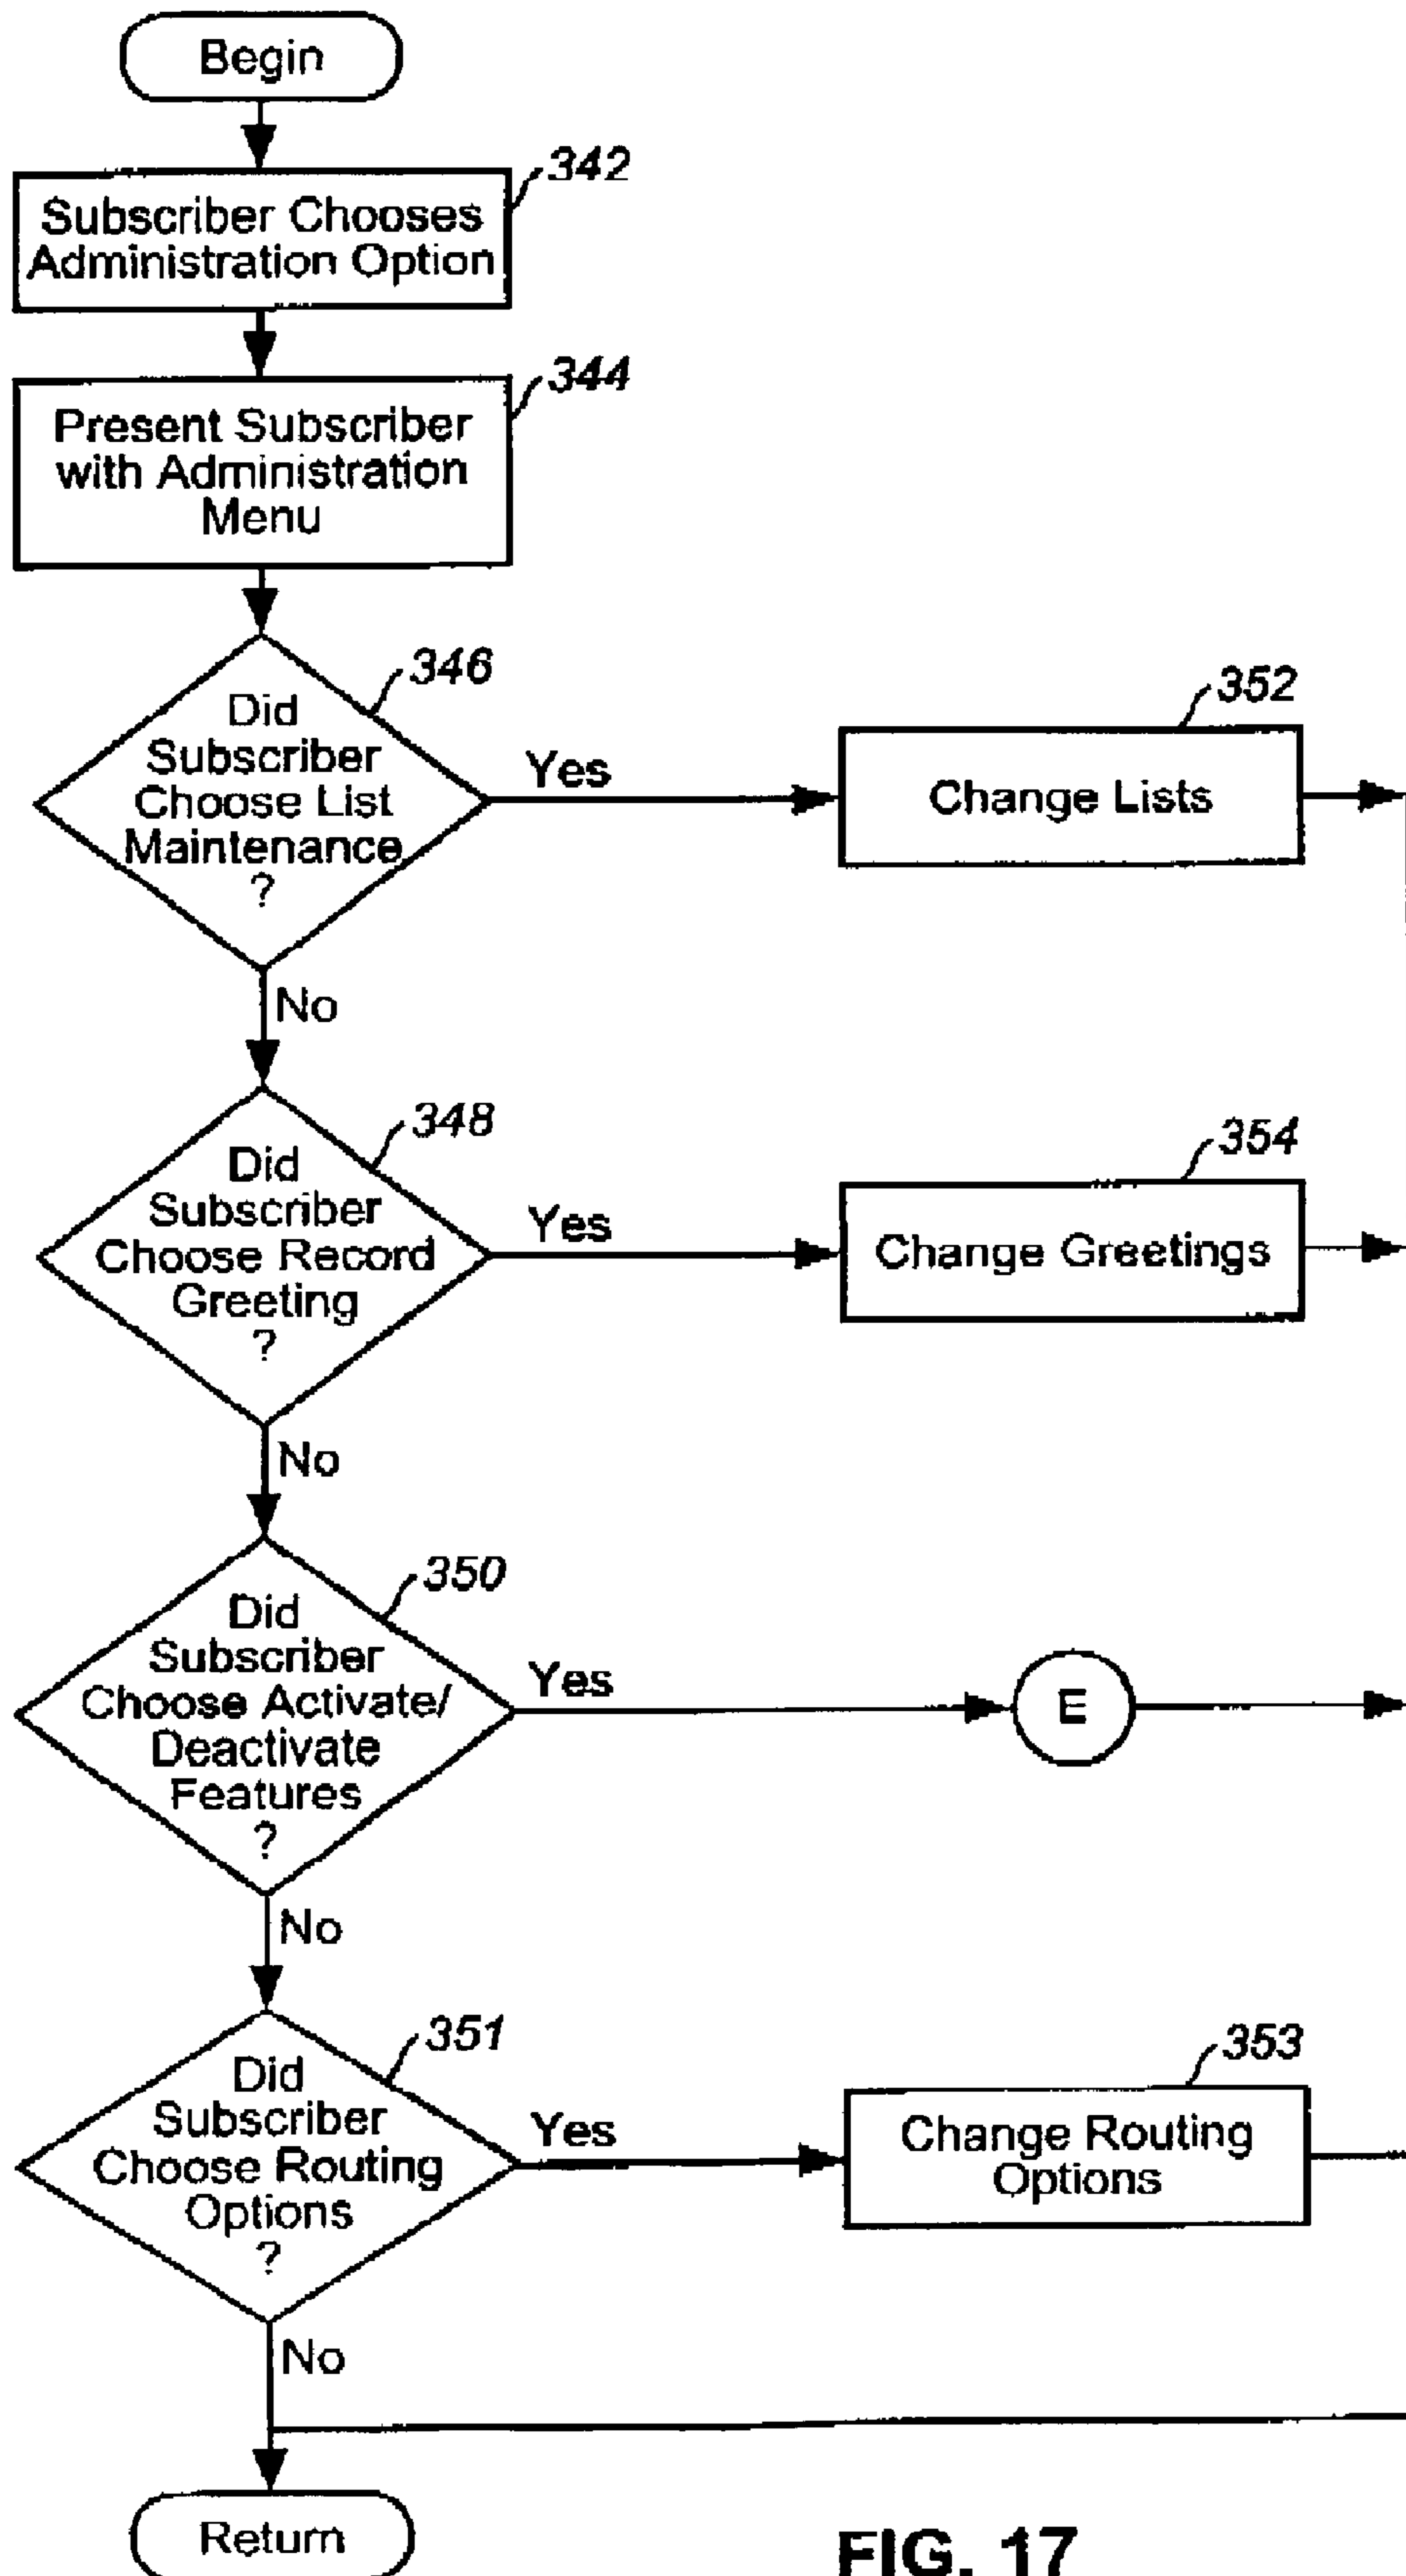 Begin
342
Subscriber Chooses
Administration Option
344
Present Subscriber
with Administration
Menu
346
Did
Subscriber
Choose List
Maintenance
?
Yes
352
Change Lists
No
348
Did
Subscriber
Choose Record
Greeting
?
Yes
354
Change Greetings
No
350
Did
Subscriber
Choose Activate/
Deactivate
Features
?
Yes
E
No
351
Did
Subscriber
Choose Routing
Options
?
Yes
353
Change Routing
Options
No
Return
FIG. 17